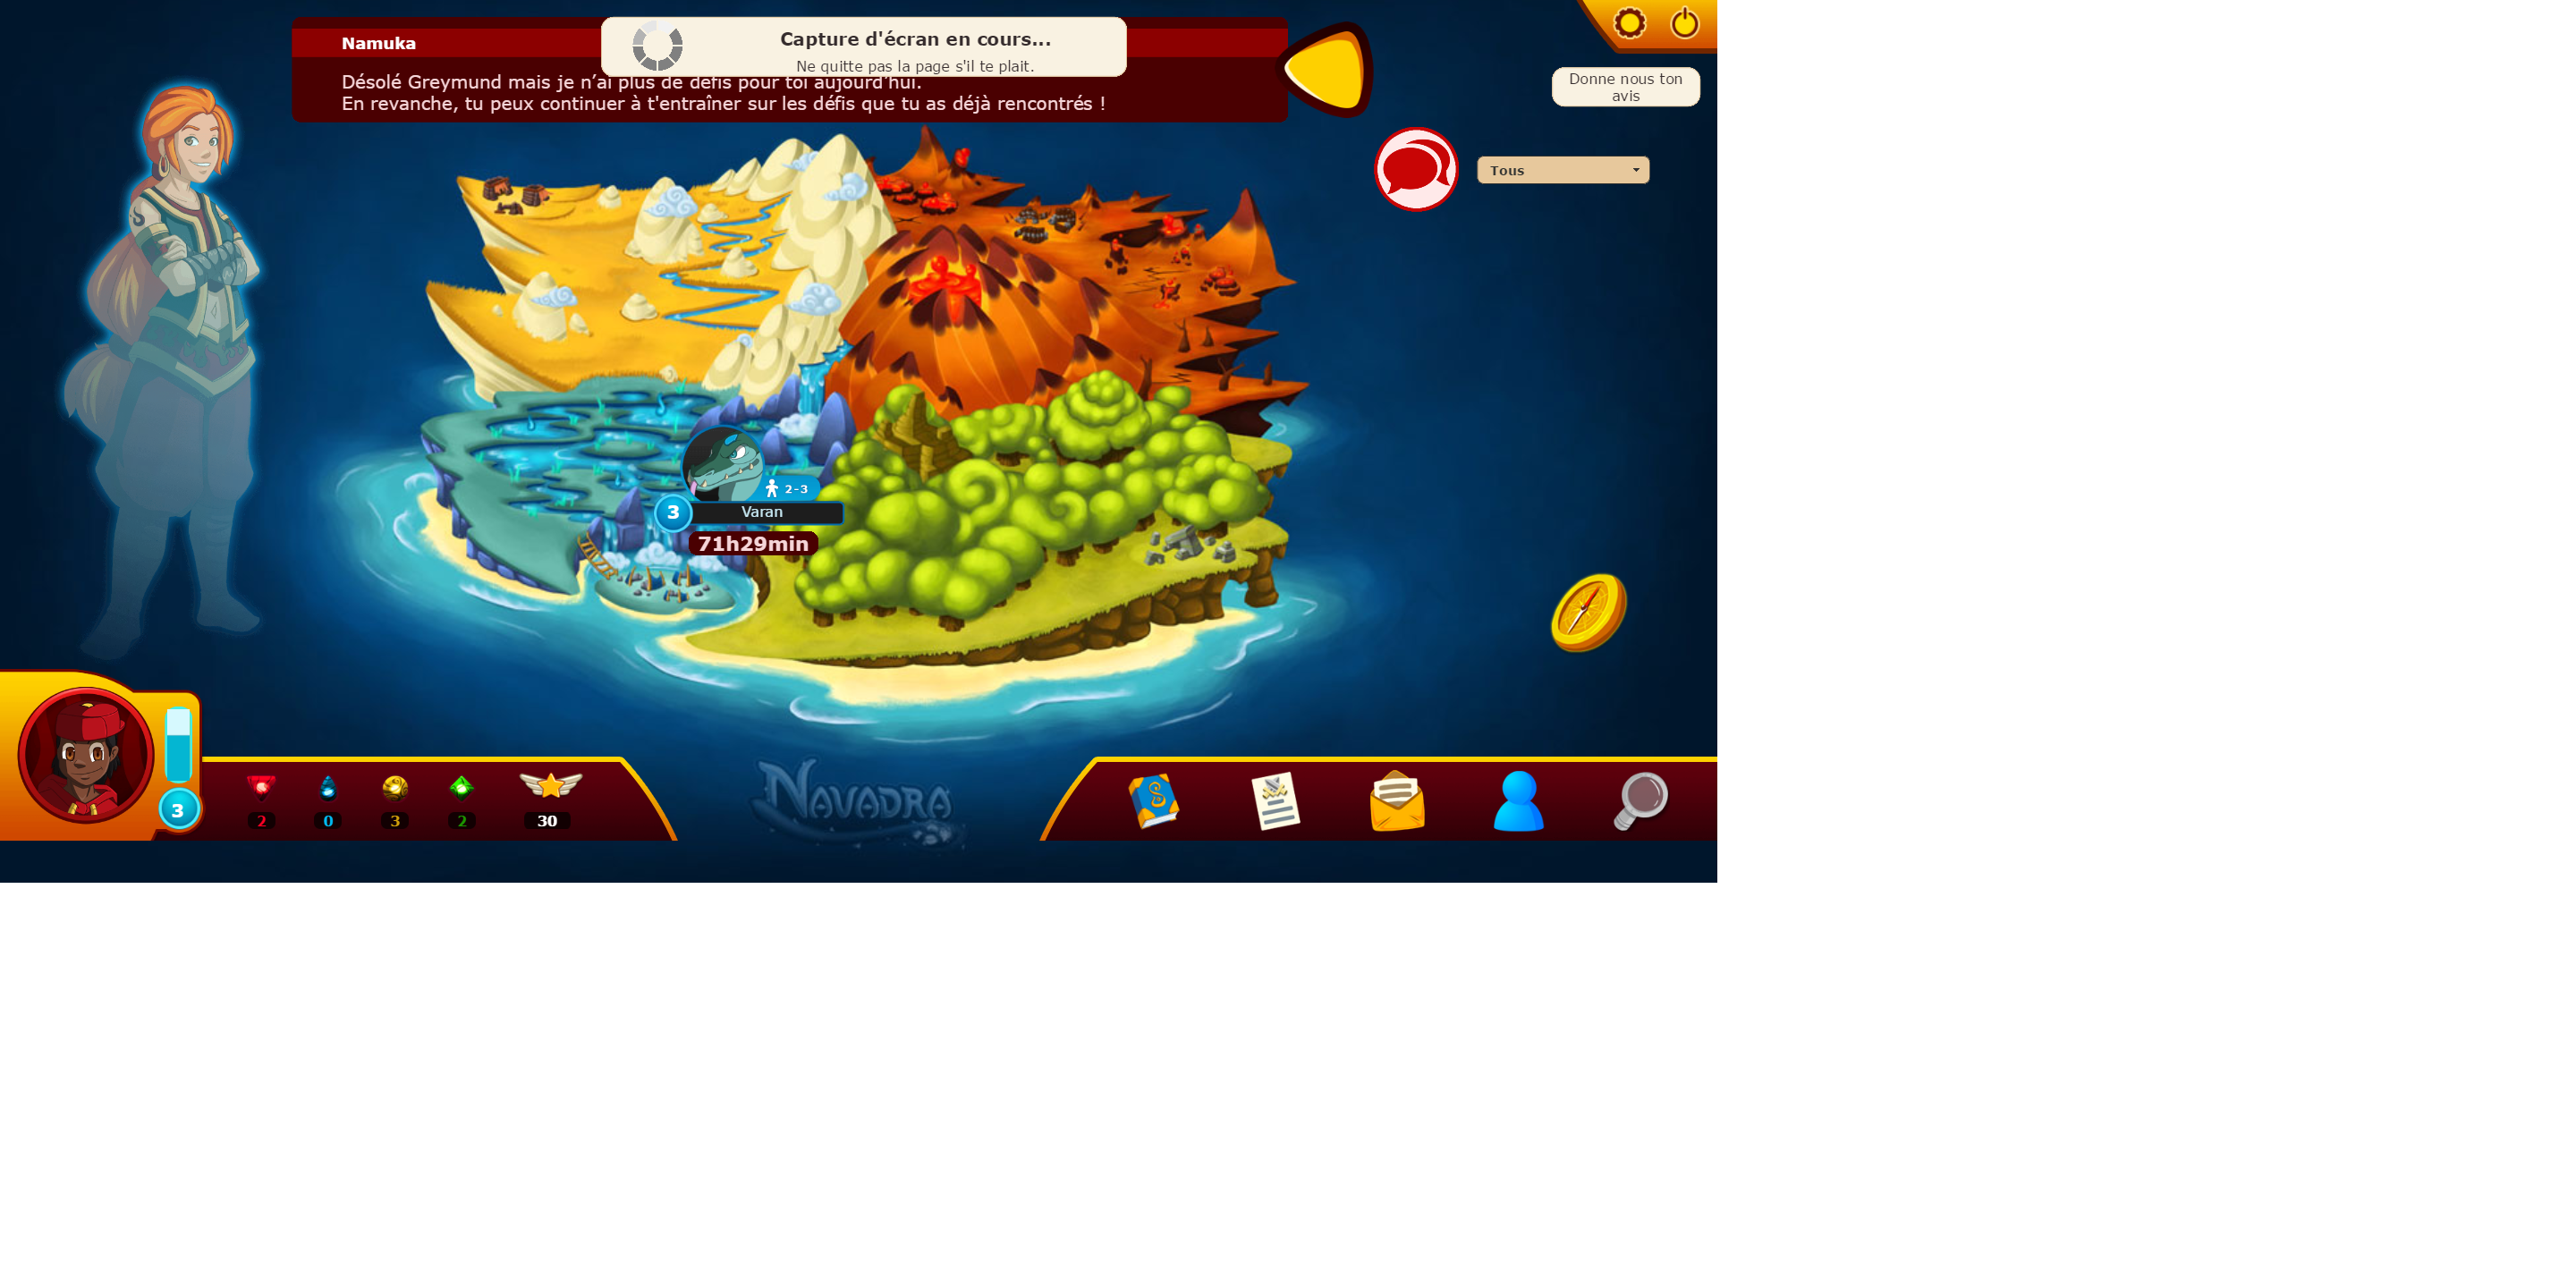 Namuka
Capture d'écran en cours...
Ne quitte pas la page s'il te plait.
Désolé Greymund mais je n’ai plus de défis pour toi aujourd’hui.
En revanche, tu peux continuer à t'entraîner sur les défis que tu as déjà rencontrés !
Donne nous ton
avis
Tous
2-3
3
Varan
71h29min
3
2
0
3
2
30
NAVADRA